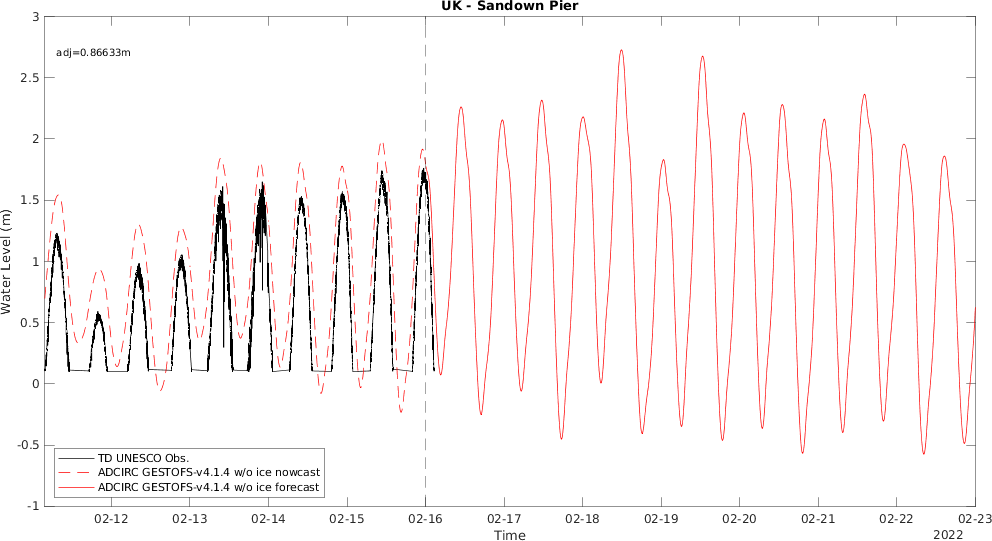 UK - Sandown Pier
adj=0.86633m
3
2.5
2
1.5
1
0.5
0
-0.5
-1
Water Level (m)
TD UNESCO Obs.
ADCIRC GESTOFS-v4.1.4 w/o ice nowcast
ADCIRC GESTOFS-v4.1.4 w/o ice forecast
02-12 02-13 02-14 02-15 02-16 02-17 02-18 02-19 02-20 02-21 02-22 02-23
Time
2022